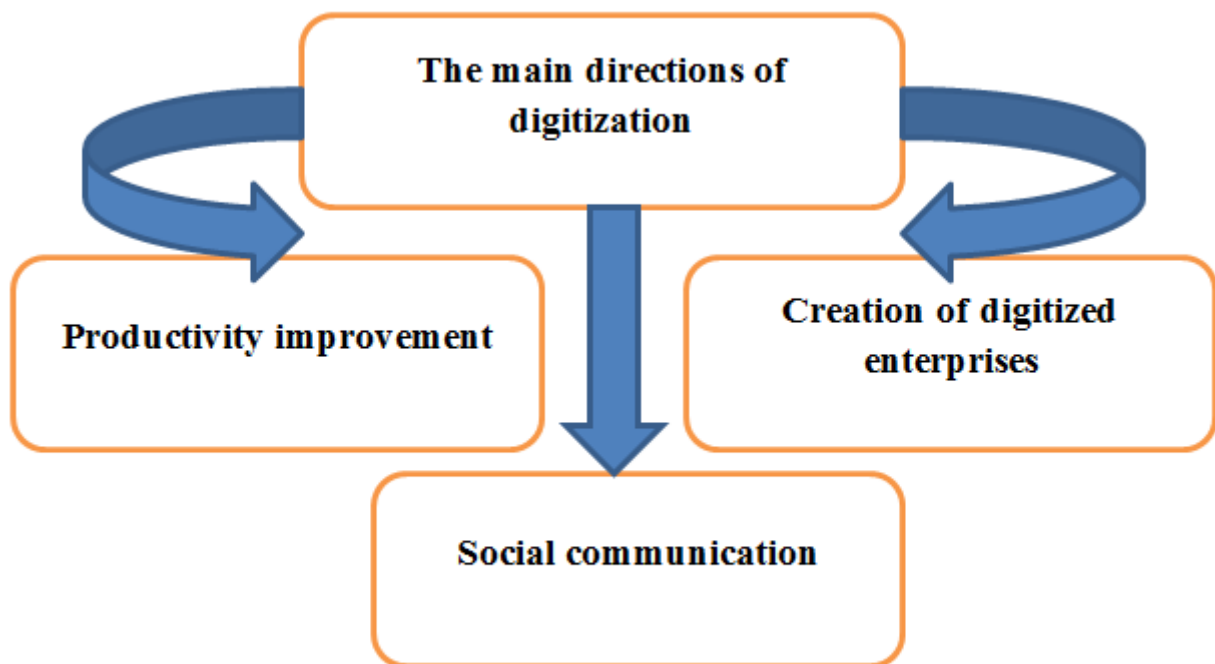 The main directions of
digitization
Productivity improvement
Creation of digitized
enterprises
Social communication